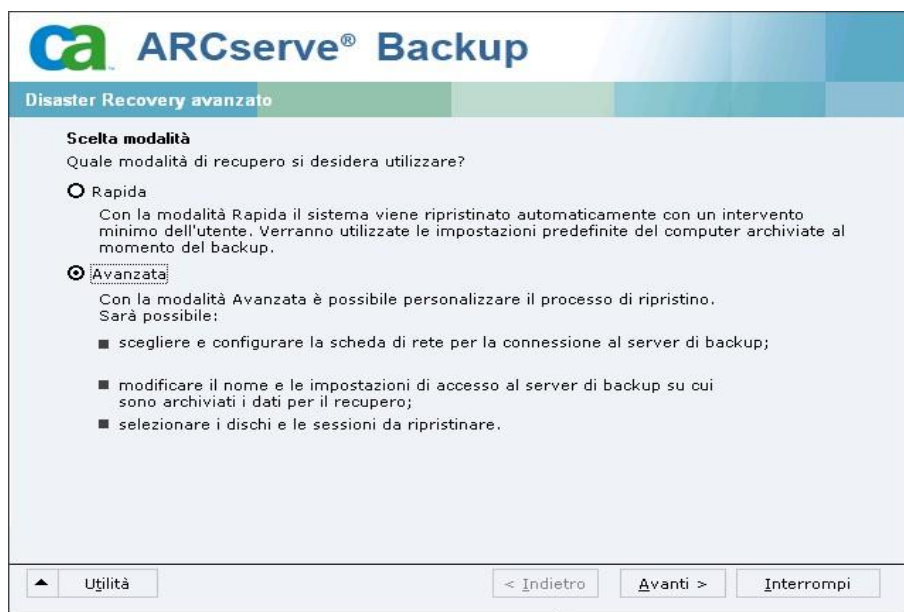 ca ARCserve® Backup
Disaster Recovery avanzato
Scelta modalità
Quale modalità di recupero si desidera utilizzare?
Rapida
Con la modalità Rapida il sistema viene ripristinato automaticamente con un intervento
minimo dell'utente. Verranno utilizzate le impostazioni predefinite del computer archiviate al
momento del backup.
Avanzata
Con la modalità Avanzata è possibile personalizzare il processo di ripristino.
Sarà possibile:
scegliere e configurare la scheda di rete per la connessione al server di backup;
modificare il nome e le impostazioni di accesso al server di backup su cui
sono archiviati i dati per il recupero;
selezionare i dischi e le sessioni da ripristinare.
Utilità
< Indietro
Avanti >
Interrompi